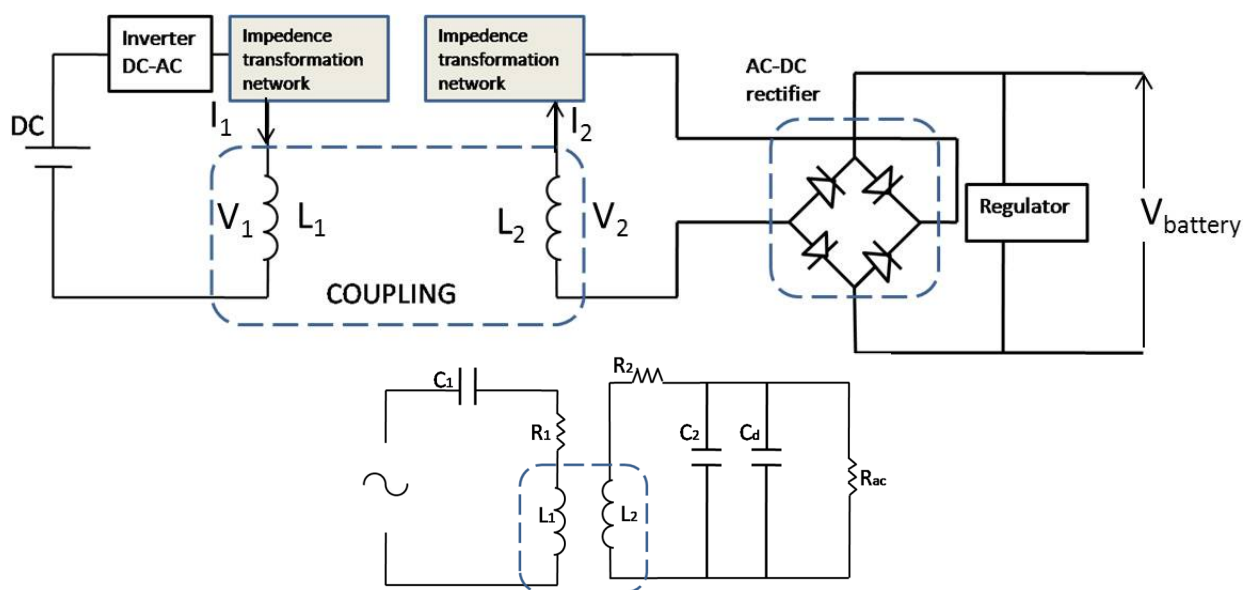 Inverter
DC-AC
Impedence
transformation
network
Impedence
transformation
network
AC-DC
rectifier
DC
I1
I2
V1
L1
L2
V2
Regulator
Vbattery
COUPLING
C1
R1
L1
R2
L2
C2
Cd
Rac